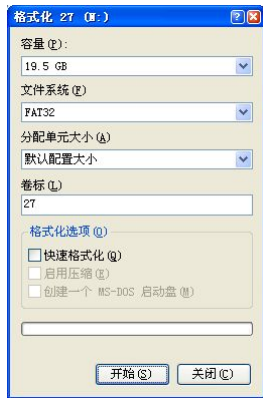 格式化 27 (N:)
容量(P):
19.5 GB
文件系统(F)
FAT32
分配单元大小(A)
默认配置大小
卷标(L)
27
格式化选项(O)
快速格式化(Q)
启用压缩(E)
创建一个 MS-DOS 启动盘(M)
开始(S)
关闭(C)